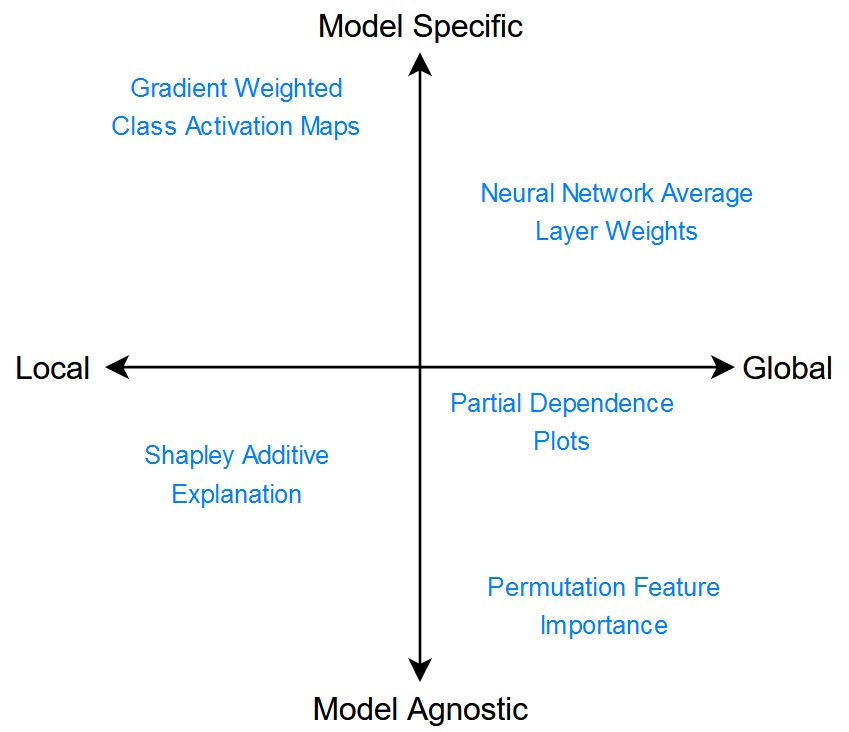 Model Specific
Gradient Weighted
Class Activation Maps
Neural Network Average
Layer Weights
Local
Global
Partial Dependence
Plots
Shapley Additive
Explanation
Permutation Feature
Importance
Model Agnostic